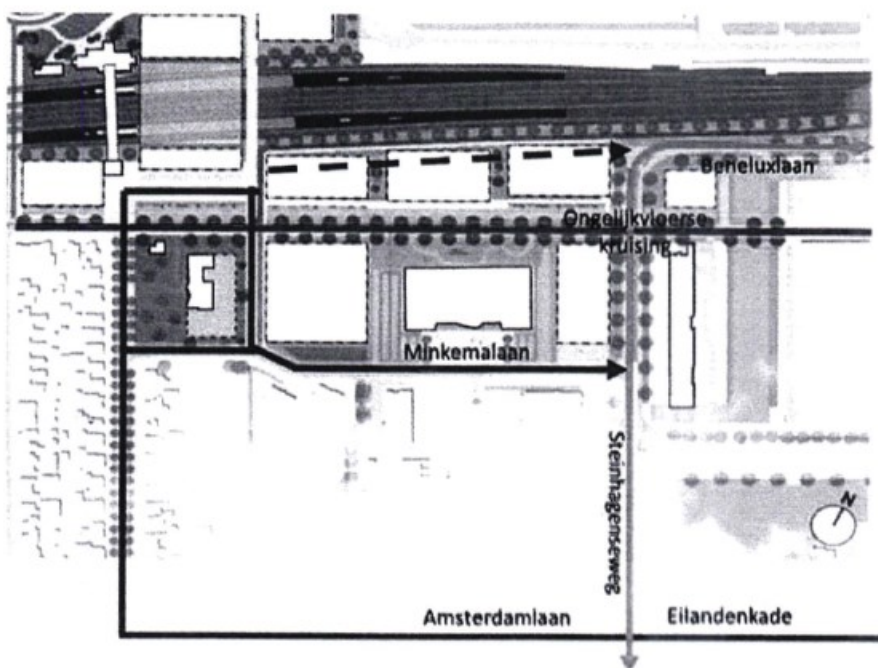 Beneluxlaan
Ongelijkvloerse
kruising
Minkemalaan
Steinhagenseweg
N
Amsterdamlaan
Eilandenkade